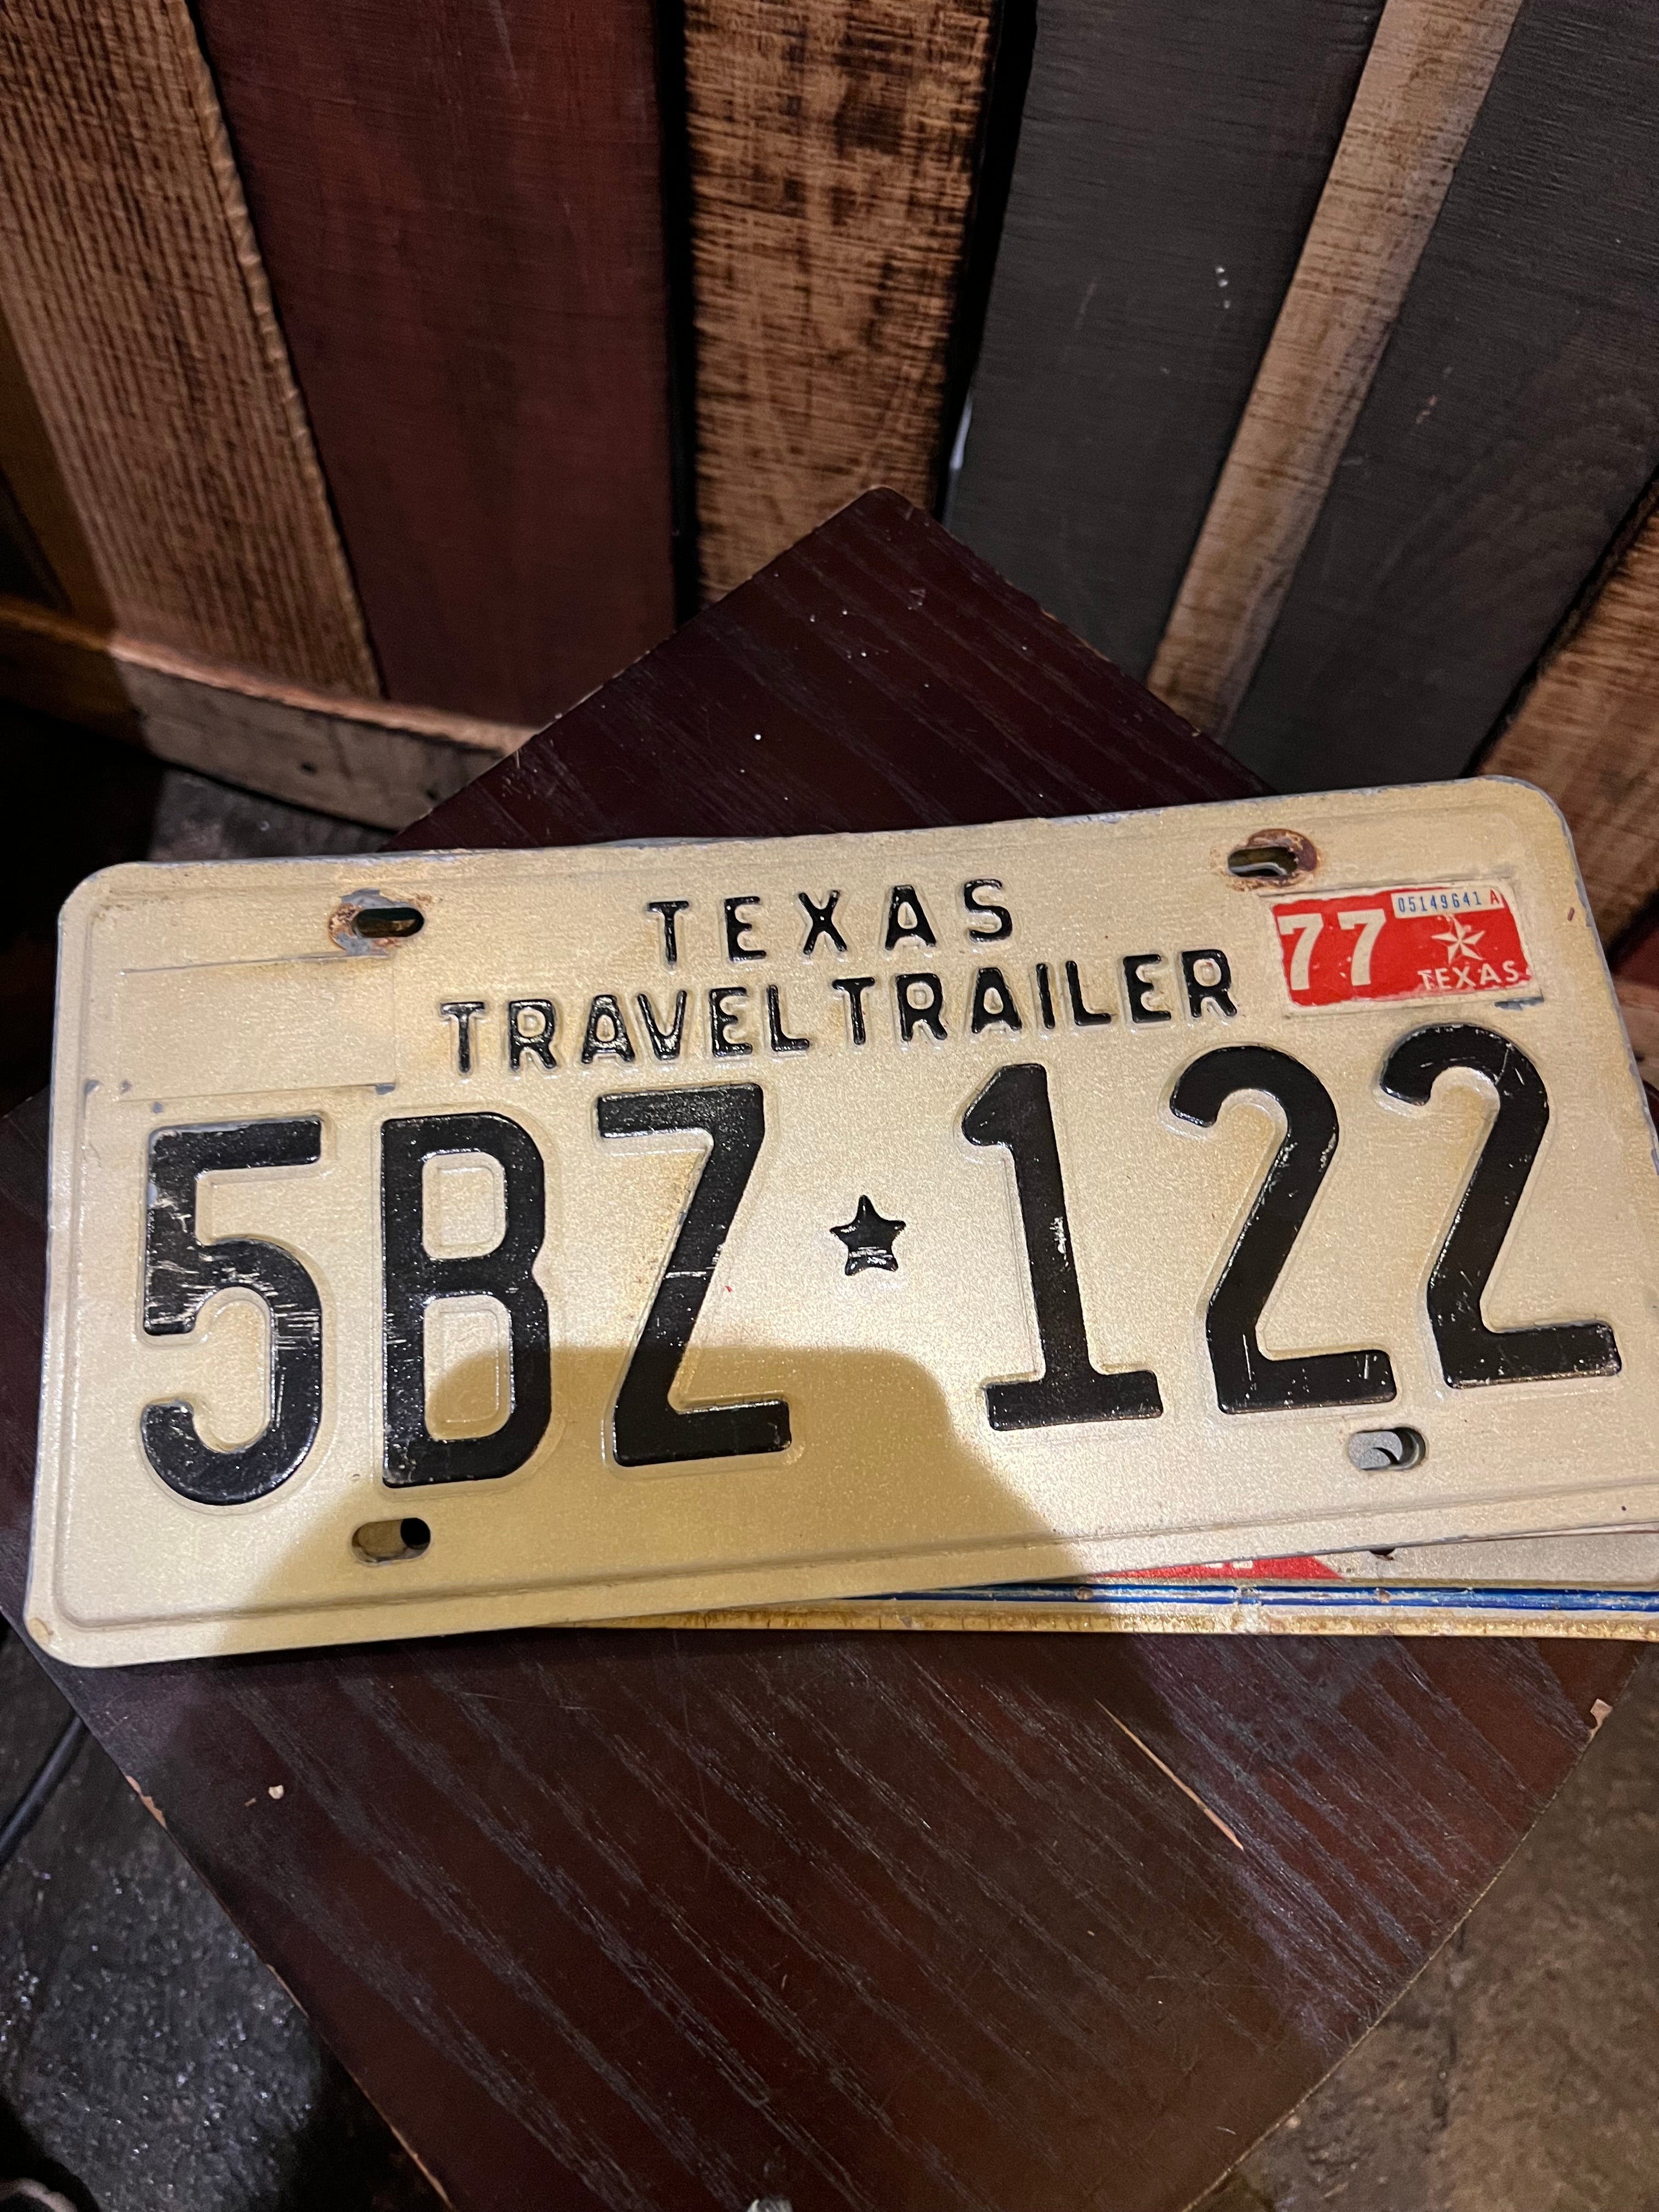 TEXAS
TRAVEL TRAILER
77
05149641 A
TEXAS
5BZ★122